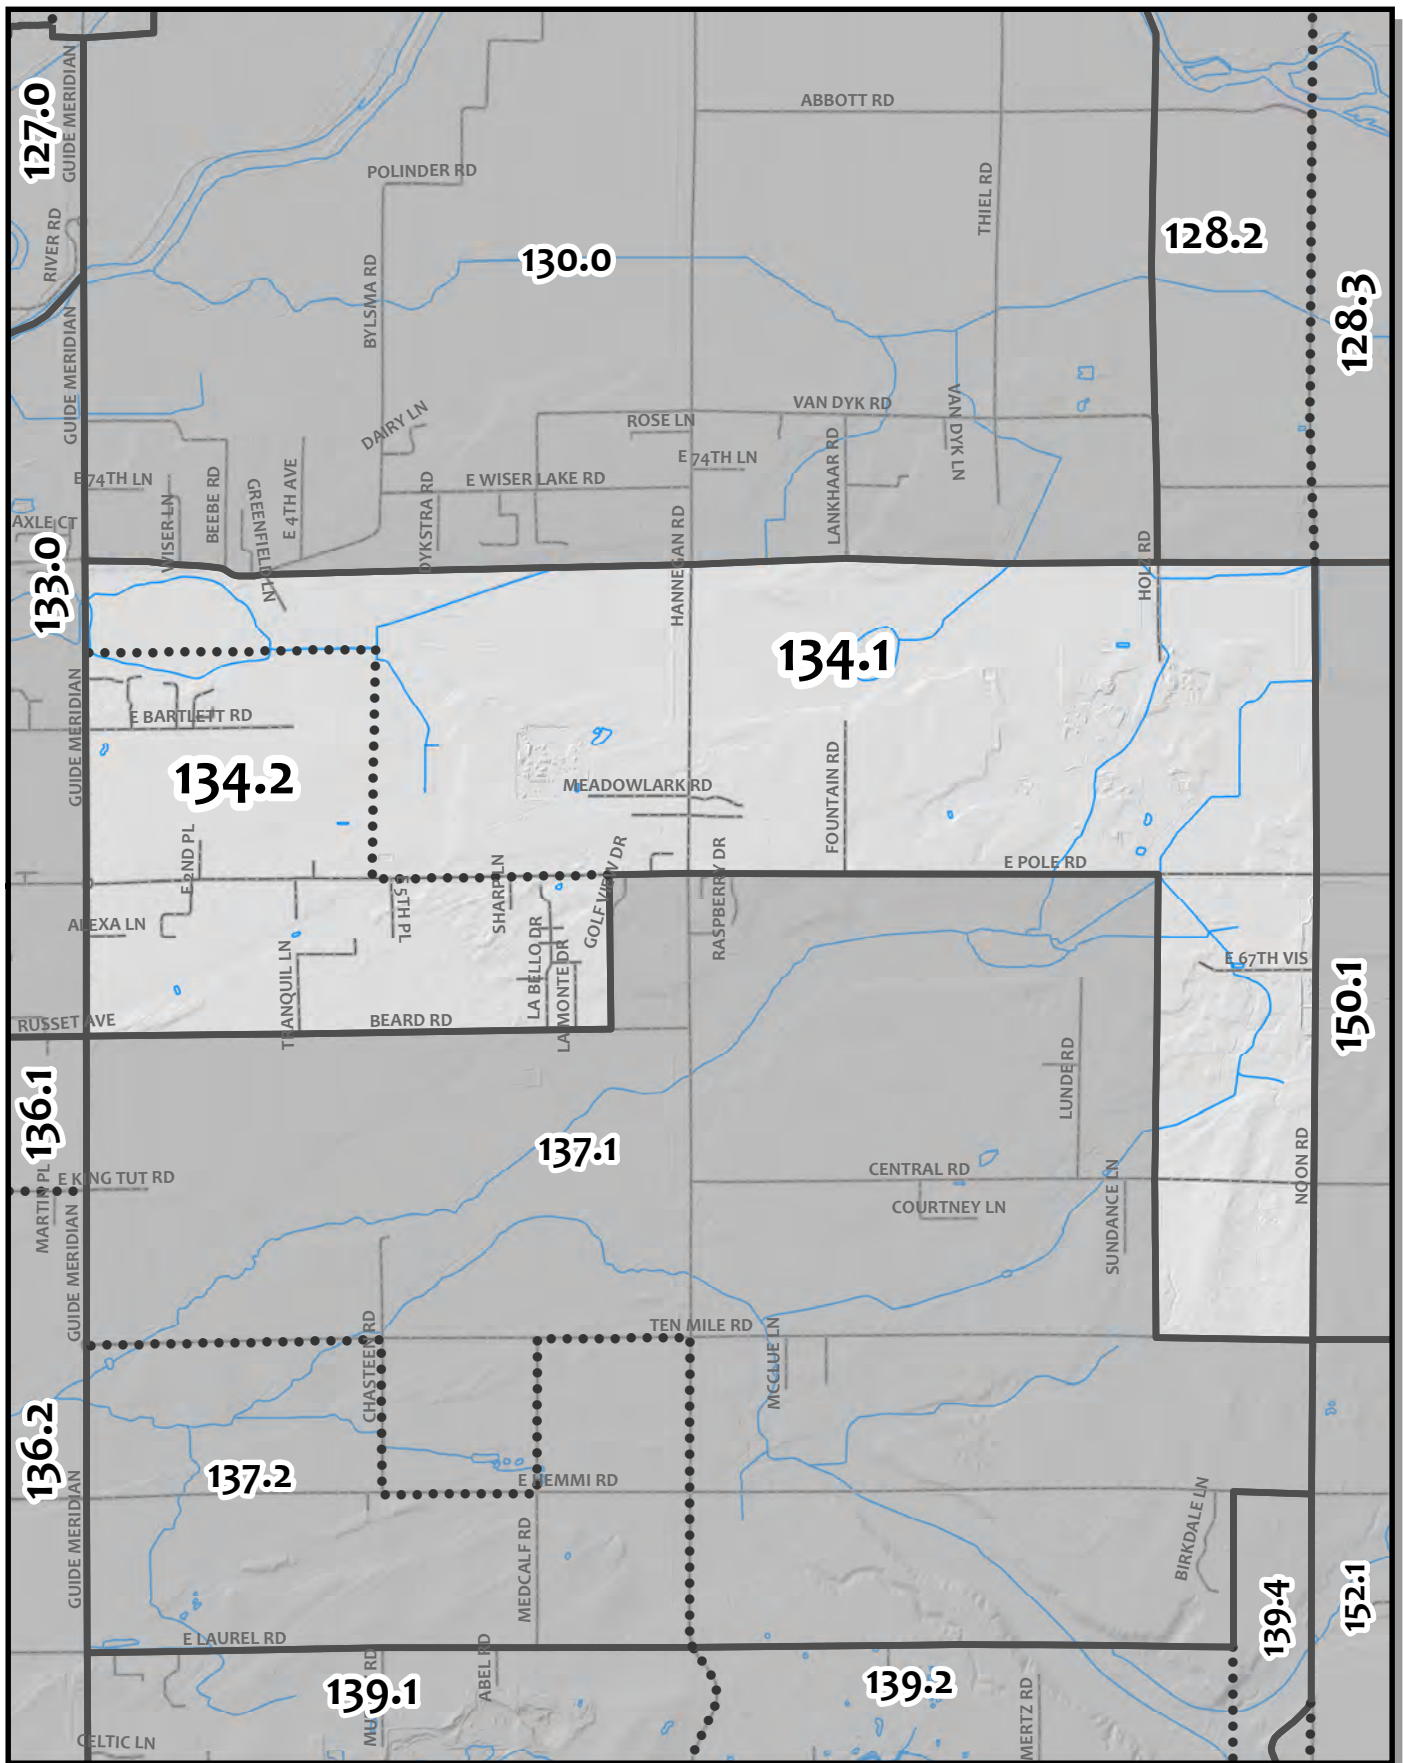 127.0
GUIDE MERIDIAN
ABBOTT RD
POLINDER RD
THIEL RD
RIVER RD
128.2
130.0
BYLSMA RD
128.3
GUIDE MERIDIAN
VAN DYK RD
ROSE LN
DAIRY LN
VAN DYK LN
E 74TH LN
E 74TH LN
E WISER LAKE RD
LANKHAAR RD
WISER LN
BEEBE RD
GREENFIELD LN
E 4TH AVE
DYKSTRA RD
AXLE CT
HANNEGAN RD
HOLZ RD
133.0
134.1
GUIDE MERIDIAN
E BARTLETT RD
134.2
MEADOWLARK RD
FOUNTAIN RD
E 2ND PL
E POLE RD
SHARP LN
GOLF VIEW DR
RASPBERRY DR
E 5TH PL
ALEXA LN
TRANQUIL LN
LA BELLO DR
LAMONTE DR
E 67TH VIS
150.1
RUSSET AVE
BEARD RD
LUNDE RD
136.1
137.1
MARTIN PL
E KING TUT RD
CENTRAL RD
COURTNEY LN
SUNDANCE LN
NOON RD
GUIDE MERIDIAN
CHASTEEN RD
TEN MILE RD
MCCLUE LN
136.2
137.2
E HEMMI RD
GUIDE MERIDIAN
MEDCALF RD
BIRKDALE LN
139.4
152.1
E LAUREL RD
139.1
ABEL RD
139.2
MERTZ RD
CELTIC LN